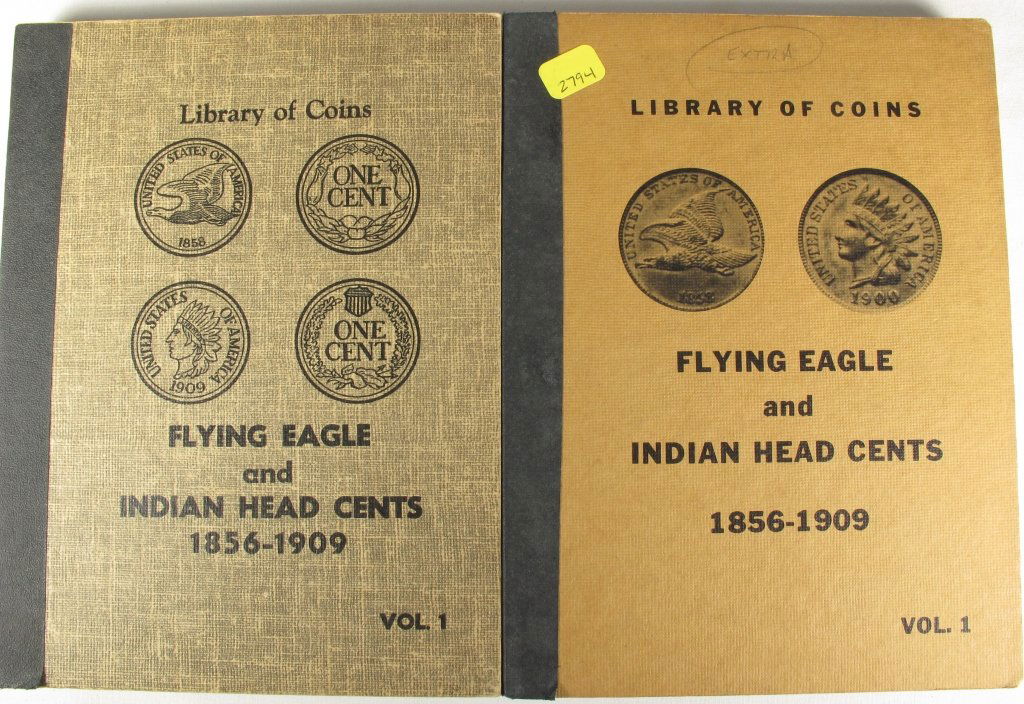 Library of Coins
UNITED STATES OF AMERICA
1858
ONE
CENT
UNITED STATES OF AMERICA
1909
ONE
CENT
FLYING EAGLE
and
INDIAN HEAD CENTS
1856-1909
VOL. 1
EXTRA
2794
LIBRARY OF COINS
UNITED STATES OF AMERICA
1858
UNITED STATES OF AMERICA
1900
FLYING EAGLE
and
INDIAN HEAD CENTS
1856-1909
VOL. 1